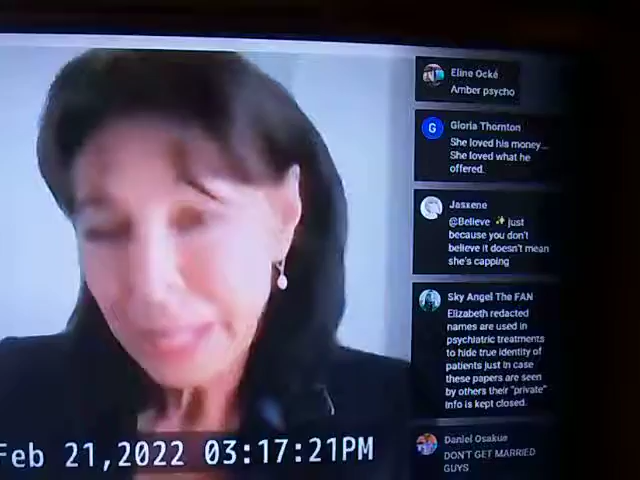 Eline Ocké
Amber psycho
G
Gloria Thornton
She loved his money...
She loved what he
offered.
Jasxene
@Believe ✨ just
because you don't
believe it doesn't mean
she's capping
Sky Angel The FAN
Elizabeth redacted
names are used in
psychiatric treatments
to hide true identity of
patients just in case
these papers are seen
by others their "private"
info is kept closed.
Daniel Osakue
DON'T GET MARRIED
GUYS
Feb 21,2022 03:17:21PM